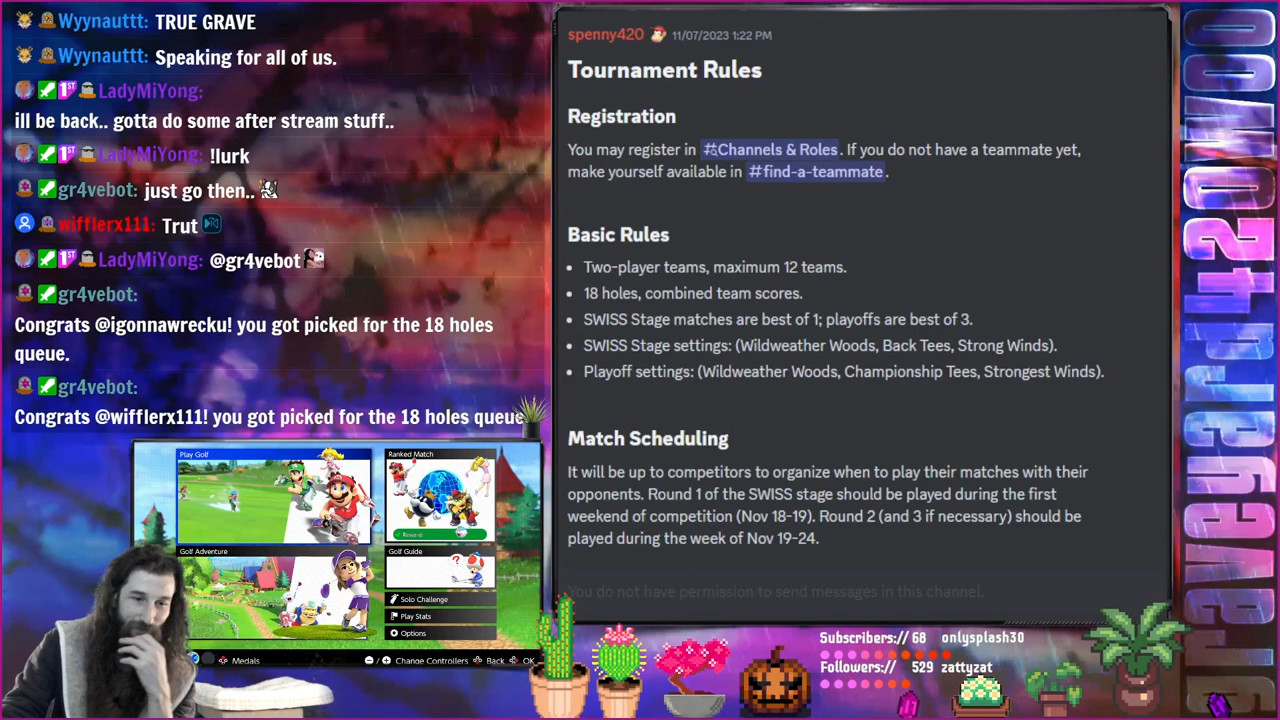 Wyynauttt: TRUE GRAVE
Wyynauttt: Speaking for all of us.
1ST LadyMiYong:
ill be back.. gotta do some after stream stuff..
1ST LadyMiYong: !lurk
gr4vebot: just go then..
wifflerx111: Trut
1ST LadyMiYong: @gr4vebot
gr4vebot:
Congrats @igonnawrecku! you got picked for the 18 holes
queue.
gr4vebot:
Congrats @wifflerx111! you got picked for the 18 holes queue
Play Golf
Ranked Match
Reward
Golf Adventure
Golf Guide
?
Solo Challenge
Play Stats
Options
Medals
Change Controllers
Back
OK
spenny420 11/07/2023 1:22 PM
Tournament Rules
Registration
You may register in #Channels & Roles. If you do not have a teammate yet,
make yourself available in #find-a-teammate.
Basic Rules
• Two-player teams, maximum 12 teams.
• 18 holes, combined team scores.
• SWISS Stage matches are best of 1; playoffs are best of 3.
• SWISS Stage settings: (Wildweather Woods, Back Tees, Strong Winds).
• Playoff settings: (Wildweather Woods, Championship Tees, Strongest Winds).
Match Scheduling
It will be up to competitors to organize when to play their matches with their
opponents. Round 1 of the SWISS stage should be played during the first
weekend of competition (Nov 18-19). Round 2 (and 3 if necessary) should be
played during the week of Nov 19-24.
You do not have permission to send messages in this channel.
Subscribers:// 68 onlysplash30
Followers:// 529 zattyzat